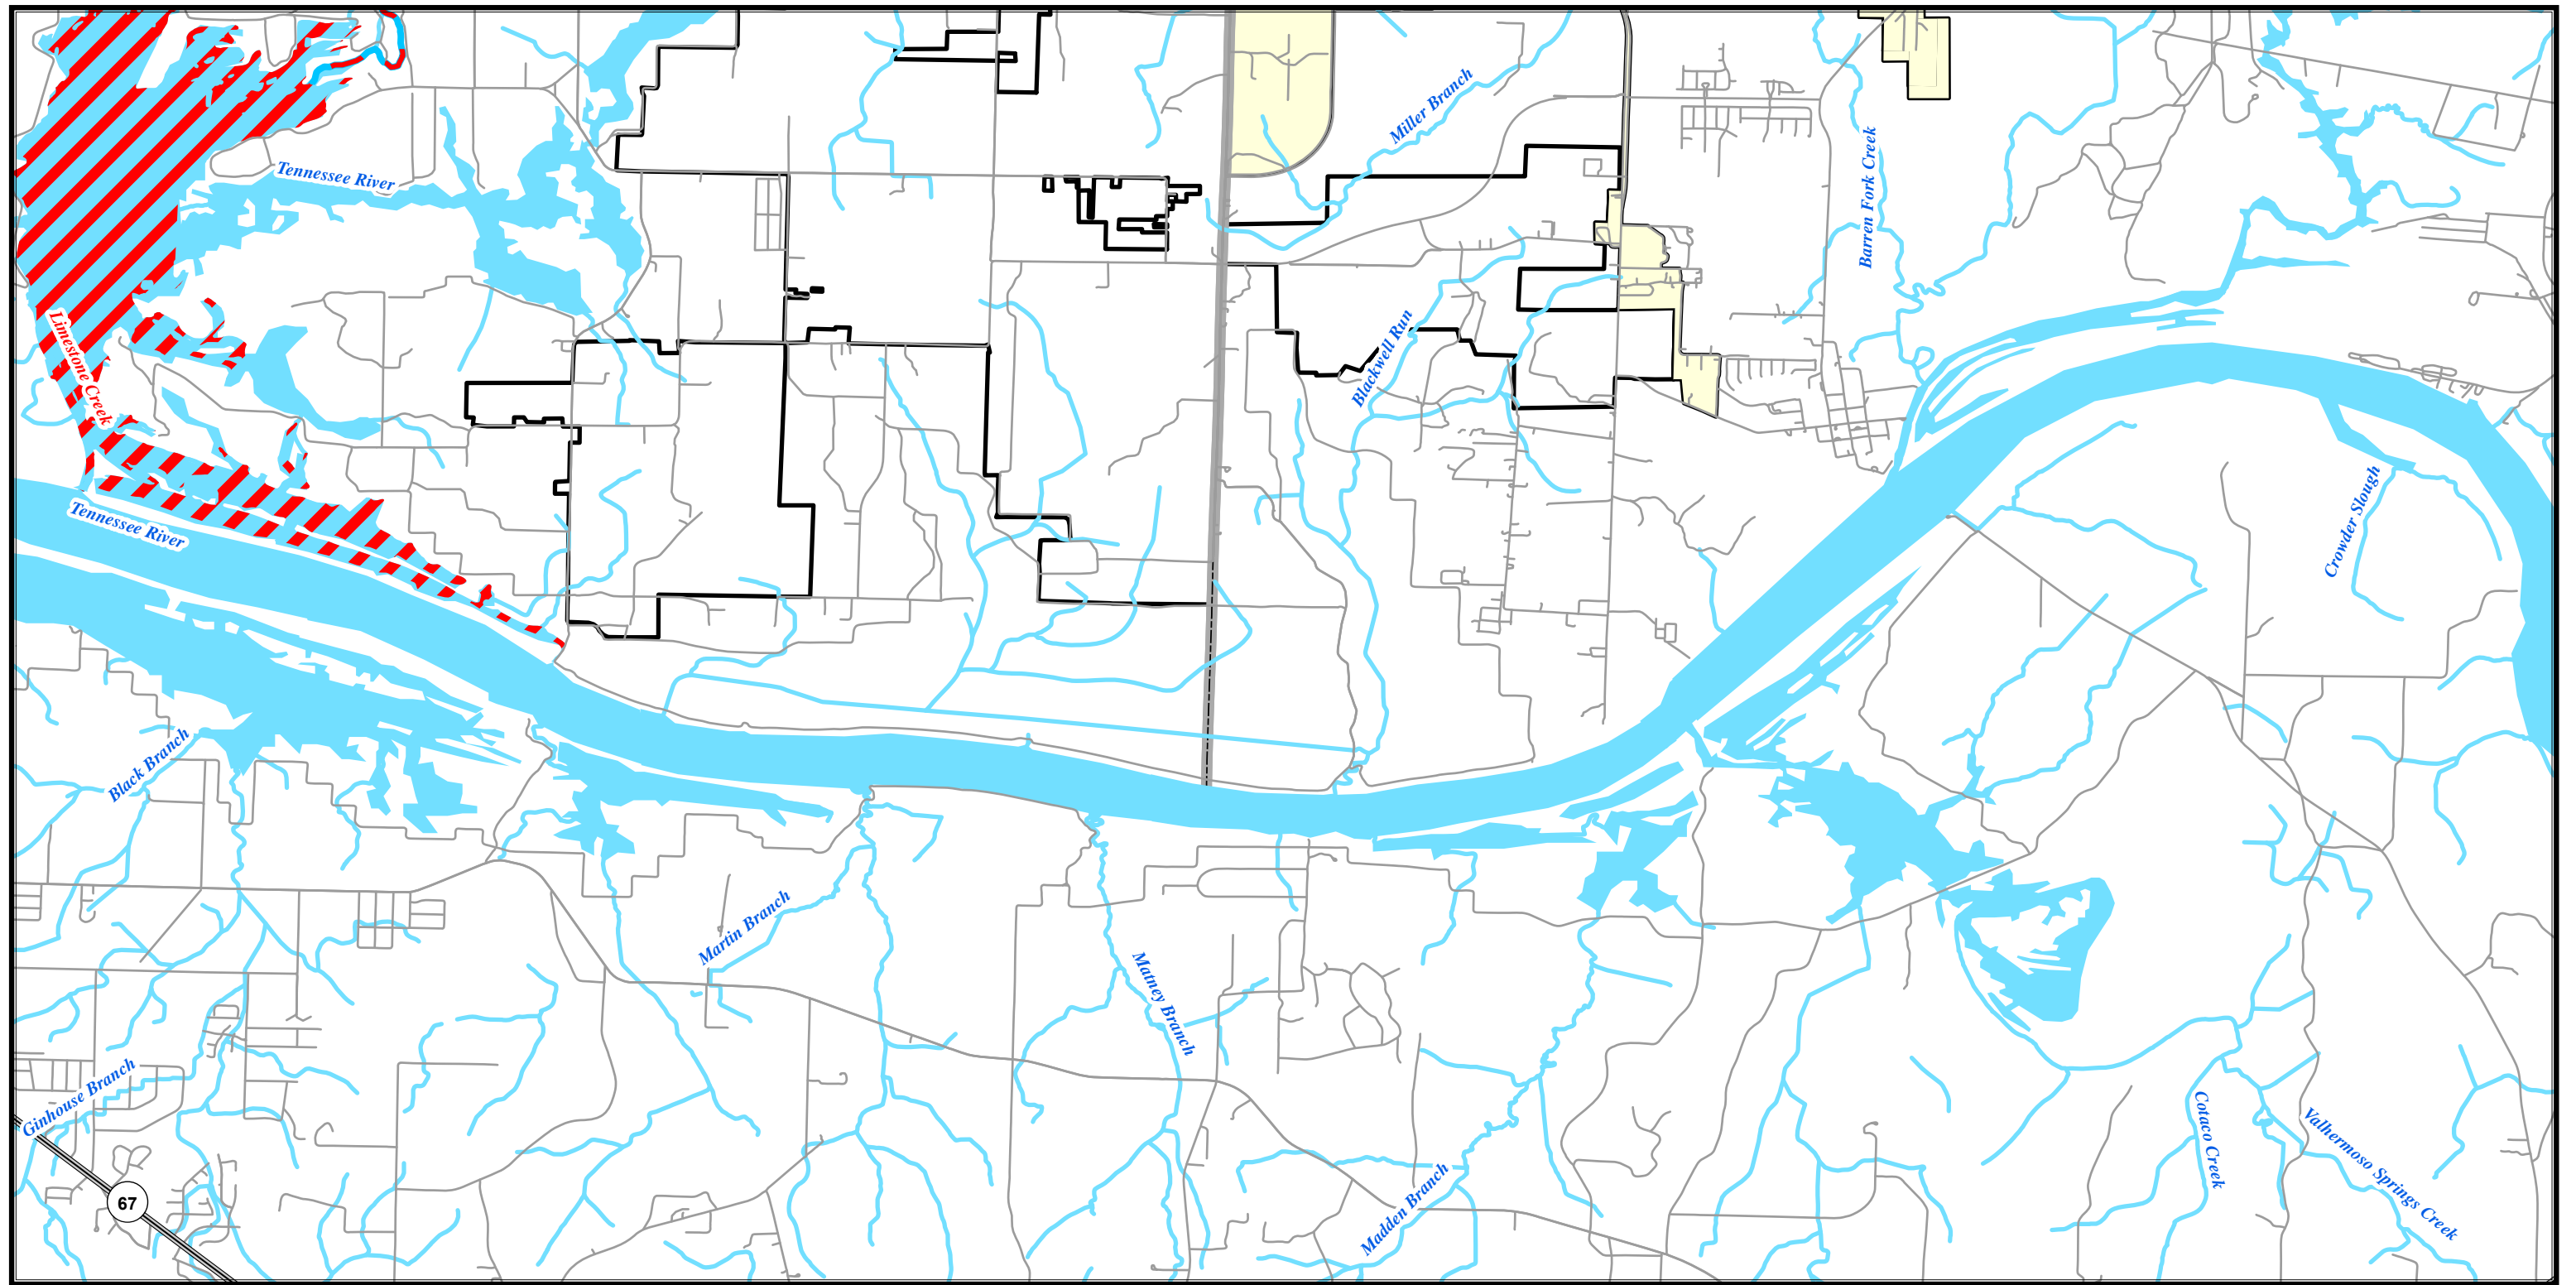 Miller Branch
Tennessee River
Barren Fork Creek
Limestone Creek
Blackwell Run
Crowder Slough
Tennessee River
Black Branch
Martin Branch
Matney Branch
Ginhouse Branch
Cotaco Creek
Valhermoso Springs Creek
Madden Branch
67